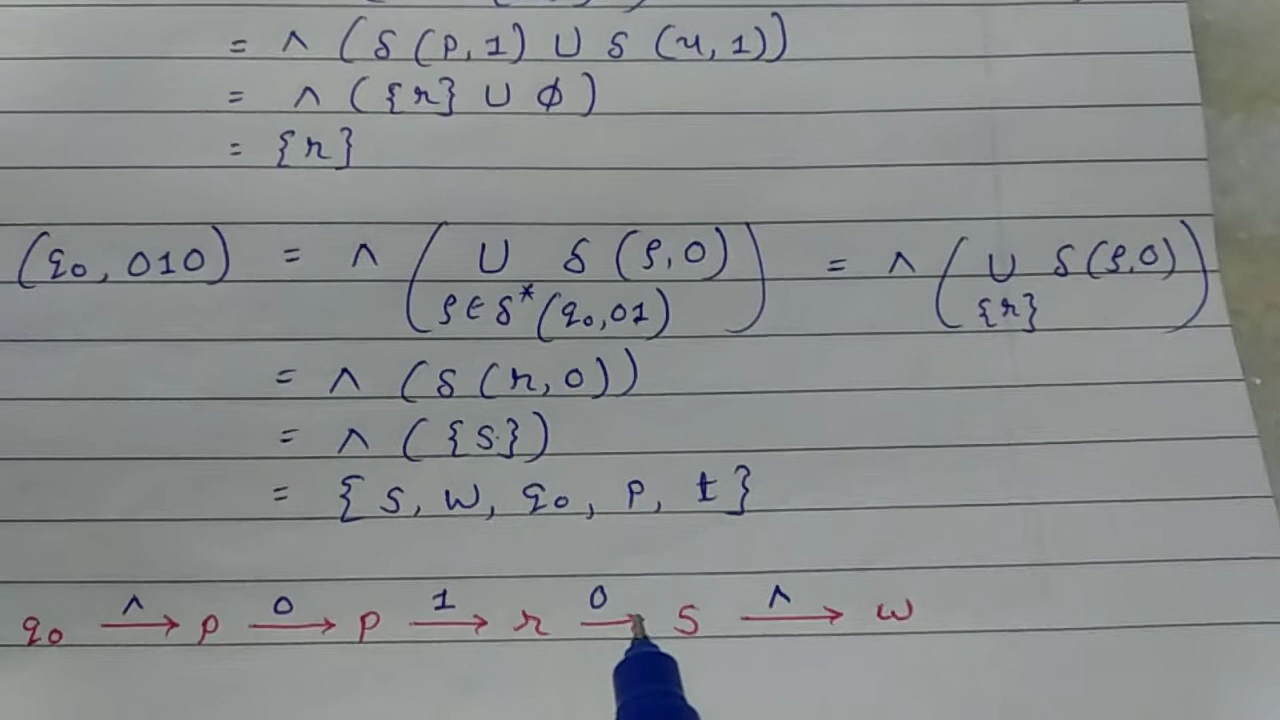 = ∧ (δ (p, 1) ∪ δ (u, 1))
= ∧ ({r} ∪ ϕ)
= {r}
(q0, 010) = ∧ ( ∪ δ (ρ, 0) ) = ∧ ( ∪ δ(ρ, 0) )
ρ ∈ δ*(q0, 01) {r}
= ∧ (δ (r, 0))
= ∧ ({s})
= {s, w, q0, p, t}
∧ 0 1 0 ∧
q0 → p → p → r → s → w